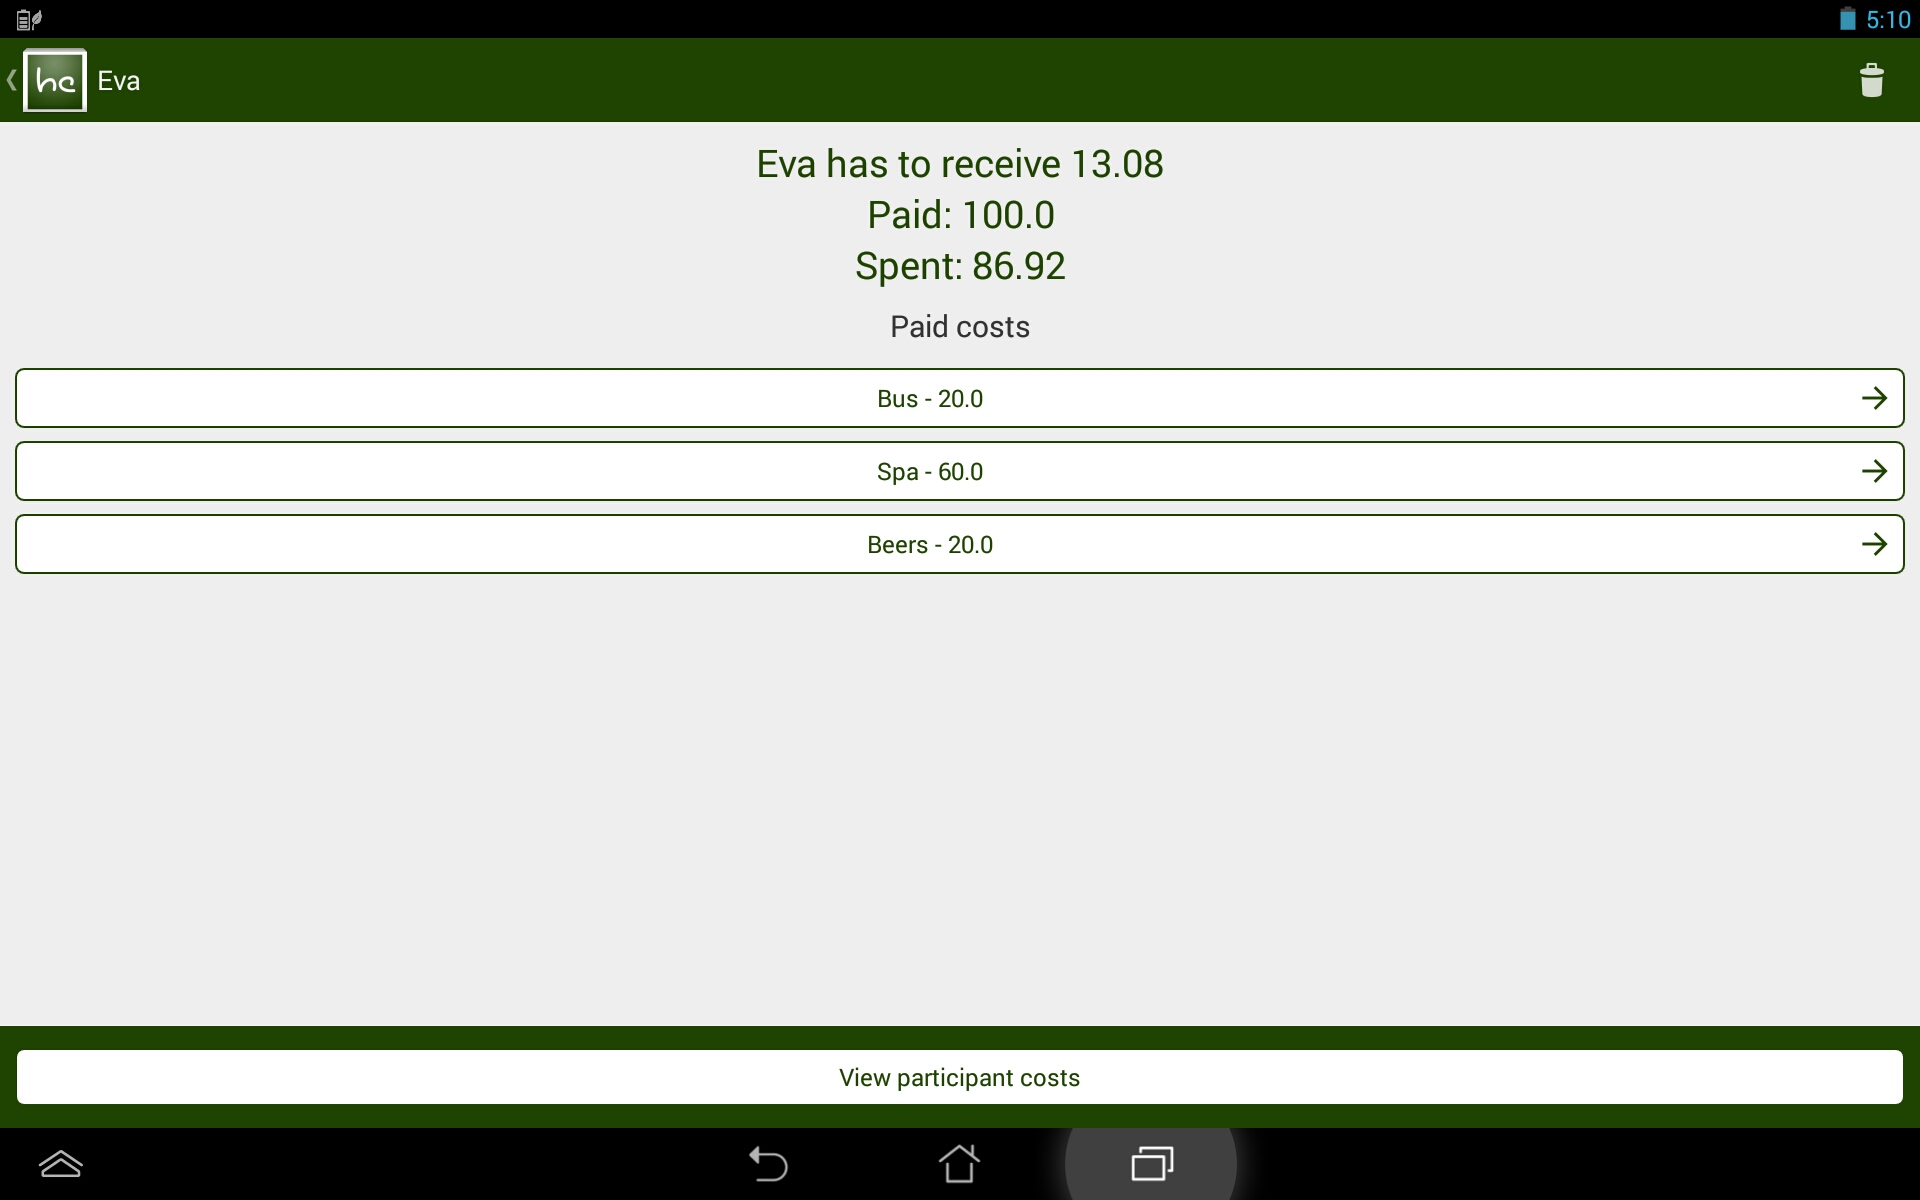 5:10
hc
Eva
Eva has to receive 13.08
Paid: 100.0
Spent: 86.92
Paid costs
Bus - 20.0
Spa - 60.0
Beers - 20.0
View participant costs